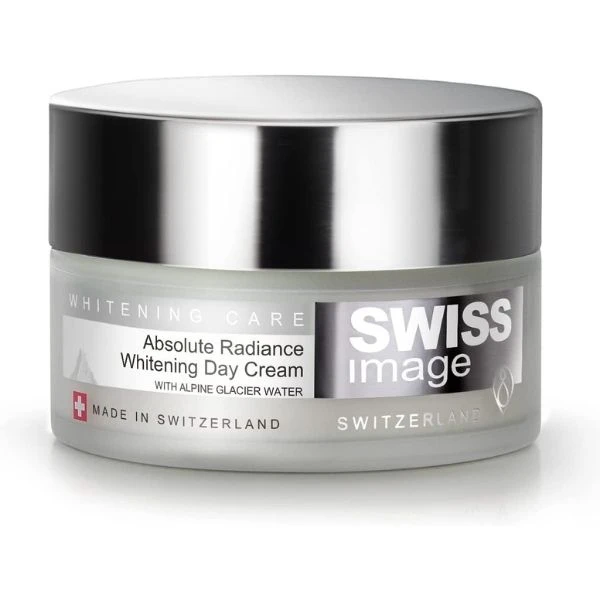 WHITENING CARE
Absolute Radiance
Whitening Day Cream
WITH ALPINE GLACIER WATER
MADE IN SWITZERLAND
SWISS
image
SWITZERLAND